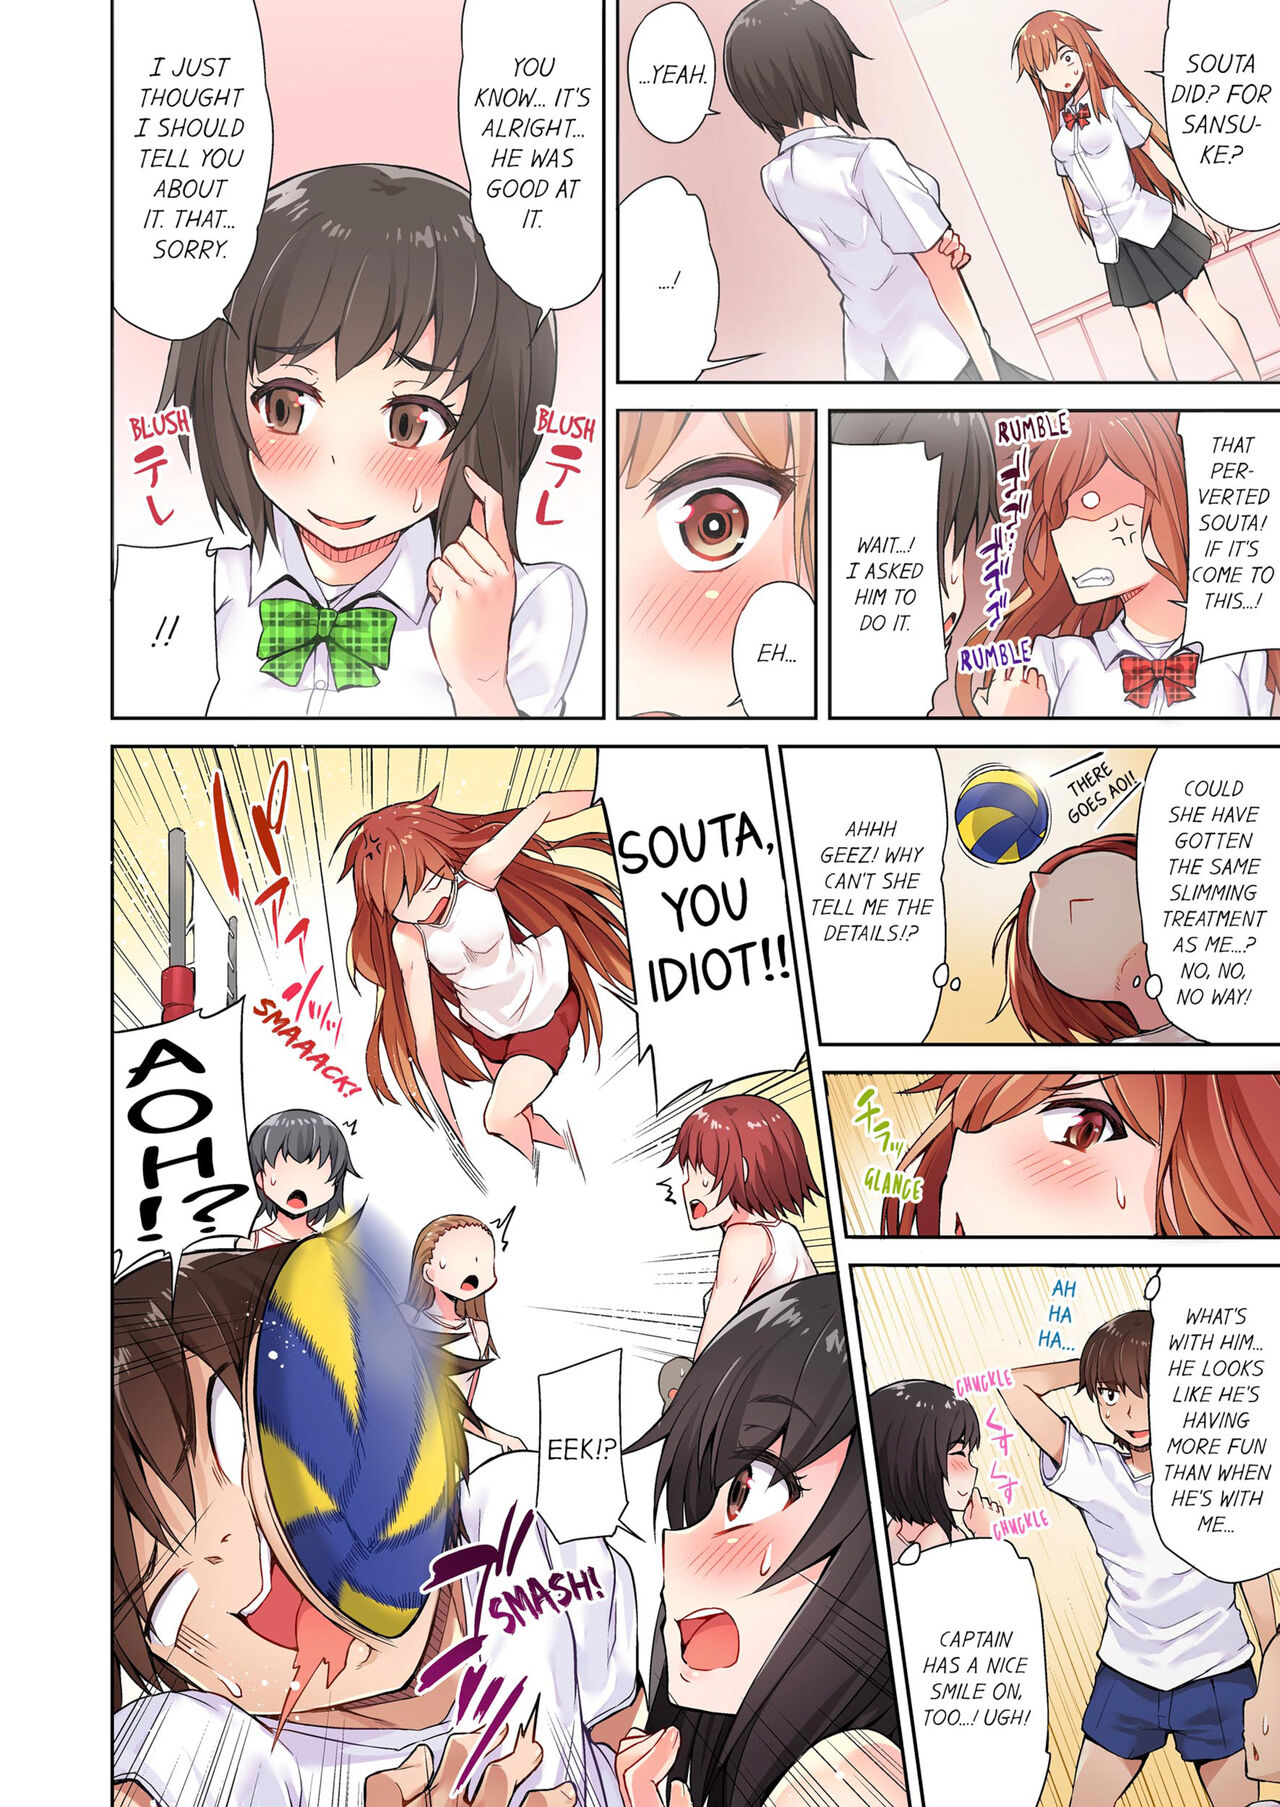 SOUTA
DID? FOR
SANSU-
KE?
...YEAH.
...!
YOU
KNOW... IT'S
ALRIGHT...
HE WAS
GOOD AT
IT.
I JUST
THOUGHT
I SHOULD
TELL YOU
ABOUT
IT. THAT...
SORRY.
BLUSH
テレ
BLUSH
テレ
THAT
PER-
VERTED
SOUTA!
IF IT'S
COME TO
THIS...!
RUMBLE
RUMBLE
WAIT...!
I ASKED
HIM TO
DO IT.
EH...
!!
COULD
SHE HAVE
GOTTEN
THE SAME
SLIMMING
TREATMENT
AS ME...?
NO, NO,
NO WAY!
THERE
GOES AOI!!
AHHH
GEEZ! WHY
CAN'T SHE
TELL ME THE
DETAILS!?
チラッ
GLANCE
WHAT'S
WITH HIM...
HE LOOKS
LIKE HE'S
HAVING
MORE FUN
THAN WHEN
HE'S WITH
ME...
AH
HA
HA...
CHUCKLE
くすくす
CHUCKLE
CAPTAIN
HAS A NICE
SMILE ON,
TOO...! UGH!
SOUTA,
YOU
IDIOT!!
SMAAAACK!
AOH?!
EEK!?
SMASH!